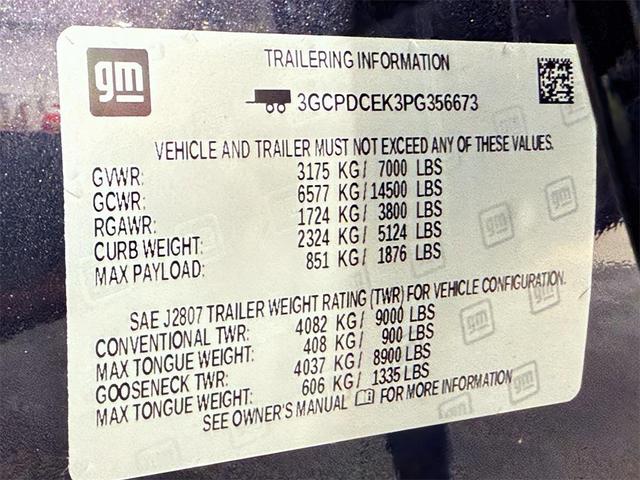 gm
TRAILERING INFORMATION
3GCPDCEK3PG356673
VEHICLE AND TRAILER MUST NOT EXCEED ANY OF THESE VALUES.
GVWR: 3175 KG/ 7000 LBS
GCWR: 6577 KG/14500 LBS
RGAWR: 1724 KG/ 3800 LBS
CURB WEIGHT: 2324 KG/ 5124 LBS
MAX PAYLOAD: 851 KG/ 1876 LBS
SAE J2807 TRAILER WEIGHT RATING (TWR) FOR VEHICLE CONFIGURATION.
CONVENTIONAL TWR: 4082 KG/ 9000 LBS
MAX TONGUE WEIGHT: 408 KG/ 900 LBS
GOOSENECK TWR: 4037 KG/ 8900 LBS
MAX TONGUE WEIGHT: 606 KG/ 1335 LBS
SEE OWNER'S MANUAL FOR MORE INFORMATION